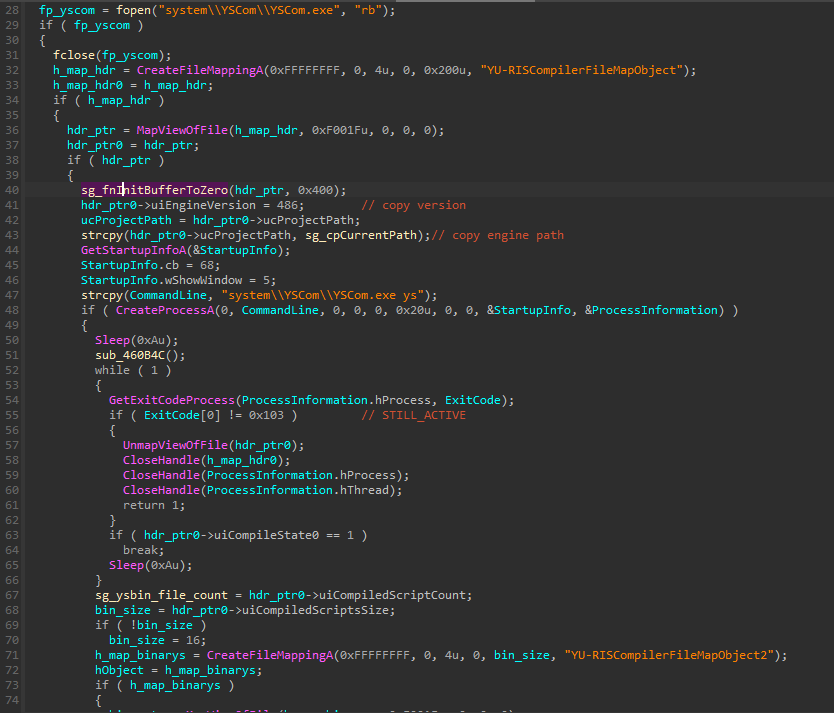 28 fp_yscom = fopen("system\\YSCom\\YSCom.exe", "rb");
29 if ( fp_yscom )
30 {
31 fclose(fp_yscom);
32 h_map_hdr = CreateFileMappingA(0xFFFFFFFF, 0, 4u, 0, 0x200u, "YU-RISCompilerFileMapObject");
33 h_map_hdr0 = h_map_hdr;
34 if ( h_map_hdr )
35 {
36 hdr_ptr = MapViewOfFile(h_map_hdr, 0xF001Fu, 0, 0, 0);
37 hdr_ptr0 = hdr_ptr;
38 if ( hdr_ptr )
39 {
40 sg_fnInitBufferToZero(hdr_ptr, 0x400);
41 hdr_ptr0->uiEngineVersion = 486; // copy version
42 ucProjectPath = hdr_ptr0->ucProjectPath;
43 strcpy(hdr_ptr0->ucProjectPath, sg_cpCurrentPath);// copy engine path
44 GetStartupInfoA(&StartupInfo);
45 StartupInfo.cb = 68;
46 StartupInfo.wShowWindow = 5;
47 strcpy(CommandLine, "system\\YSCom\\YSCom.exe ys");
48 if ( CreateProcessA(0, CommandLine, 0, 0, 0, 0x20u, 0, 0, &StartupInfo, &ProcessInformation) )
49 {
50 Sleep(0xAu);
51 sub_460B4C();
52 while ( 1 )
53 {
54 GetExitCodeProcess(ProcessInformation.hProcess, ExitCode);
55 if ( ExitCode[0] != 0x103 ) // STILL_ACTIVE
56 {
57 UnmapViewOfFile(hdr_ptr0);
58 CloseHandle(h_map_hdr0);
59 CloseHandle(ProcessInformation.hProcess);
60 CloseHandle(ProcessInformation.hThread);
61 return 1;
62 }
63 if ( hdr_ptr0->uiCompileState0 == 1 )
64 break;
65 Sleep(0xAu);
66 }
67 sg_ysbin_file_count = hdr_ptr0->uiCompiledScriptCount;
68 bin_size = hdr_ptr0->uiCompiledScriptsSize;
69 if ( !bin_size )
70 bin_size = 16;
71 h_map_binarys = CreateFileMappingA(0xFFFFFFFF, 0, 4u, 0, bin_size, "YU-RISCompilerFileMapObject2");
72 hObject = h_map_binarys;
73 if ( h_map_binarys )
74 {